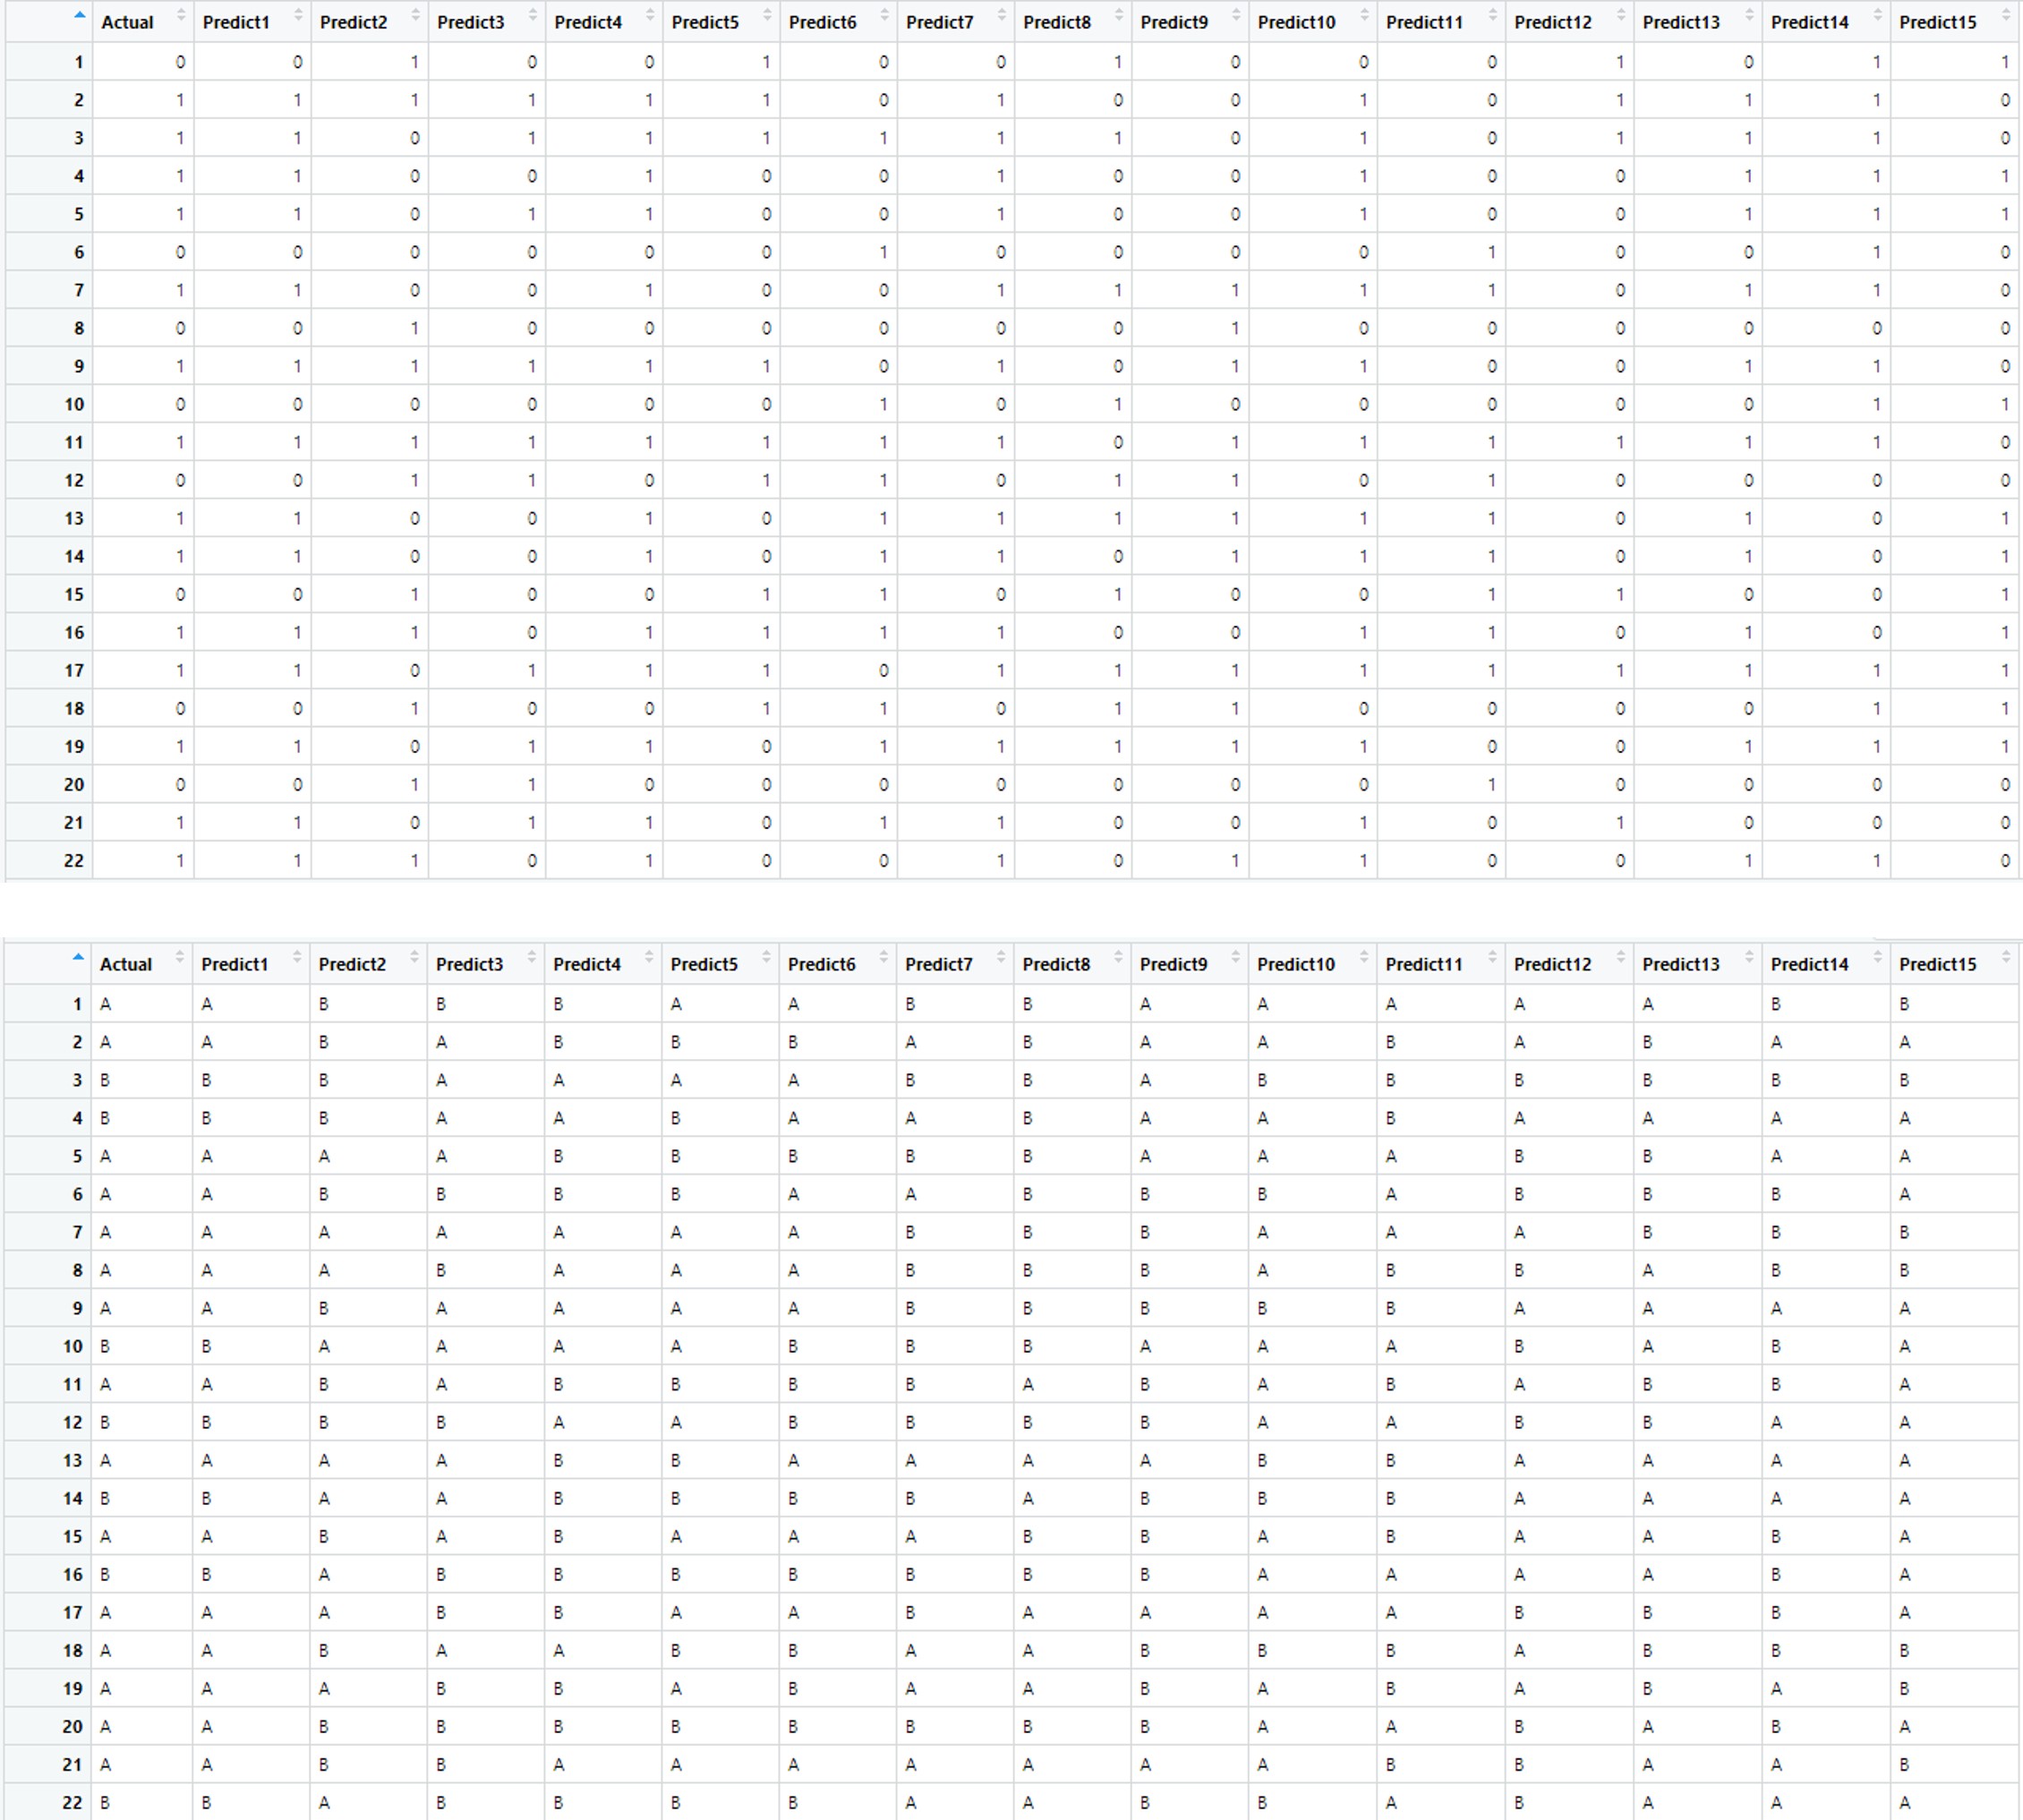 Actual Predict1 Predict2 Predict3 Predict4 Predict5 Predict6 Predict7 Predict8 Predict9 Predict10 Predict11 Predict12 Predict13 Predict14 Predict15
1 0 0 1 0 0 1 0 0 1 0 0 0 1 0 1 1
2 1 1 1 1 1 1 0 1 0 0 1 0 1 1 1 0
3 1 1 0 1 1 1 1 1 1 0 1 0 1 1 1 0
4 1 1 0 0 1 0 0 1 0 0 1 0 0 1 1 1
5 1 1 0 1 1 0 0 1 0 0 1 0 0 1 1 1
6 0 0 0 0 0 0 1 0 0 0 0 1 0 0 1 0
7 1 1 0 0 1 0 0 1 1 1 1 1 0 1 1 0
8 0 0 1 0 0 0 0 0 0 1 0 0 0 0 0 0
9 1 1 1 1 1 1 0 1 0 1 1 0 0 1 1 0
10 0 0 0 0 0 0 1 0 1 0 0 0 0 0 1 1
11 1 1 1 1 1 1 1 1 0 1 1 1 1 1 1 0
12 0 0 1 1 0 1 1 0 1 1 0 1 0 0 0 0
13 1 1 0 0 1 0 1 1 1 1 1 1 0 1 0 1
14 1 1 0 0 1 0 1 1 0 1 1 1 0 1 0 1
15 0 0 1 0 0 1 1 0 1 0 0 1 1 0 0 1
16 1 1 1 0 1 1 1 1 0 0 1 1 0 1 0 1
17 1 1 0 1 1 1 0 1 1 1 1 1 1 1 1 1
18 0 0 1 0 0 1 1 0 1 1 0 0 0 0 1 1
19 1 1 0 1 1 0 1 1 1 1 1 0 0 1 1 1
20 0 0 1 1 0 0 0 0 0 0 0 1 0 0 0 0
21 1 1 0 1 1 0 1 1 0 0 1 0 1 0 0 0
22 1 1 1 0 1 0 0 1 0 1 1 0 0 1 1 0
Actual Predict1 Predict2 Predict3 Predict4 Predict5 Predict6 Predict7 Predict8 Predict9 Predict10 Predict11 Predict12 Predict13 Predict14 Predict15
1 A A B B B A A B B A A A A A B B
2 A A B A B B B A B A A B A B A A
3 B B B A A A A B B A B B B B B B
4 B B B A A B A A B A A B A A A A
5 A A A A B B B B B A A A B B A A
6 A A B B B B A A B B B A B B B A
7 A A A A A A A B B B A A A B B B
8 A A A B A A A B B B A B B A B B
9 A A B A A A A B B B B B A A A A
10 B B A A A A B B B A A A B A B A
11 A A B A B B B B A B A B A B B A
12 B B B B A A B B B B A A B B A A
13 A A A A B B A A A A B B A A A A
14 B B A A B B B B A B B B A A A A
15 A A B A B A A A B B A B A A B A
16 B B A B B B B B B B A A A A B A
17 A A A B B A A B A A A A B B B A
18 A A B A A B B A A B B B A B B B
19 A A A B B A B A A B A B A B A B
20 A A B B B B B B B B A A B A B A
21 A A B B A A A A A A A B B A A B
22 B B A B B B B A A B B A B A A A